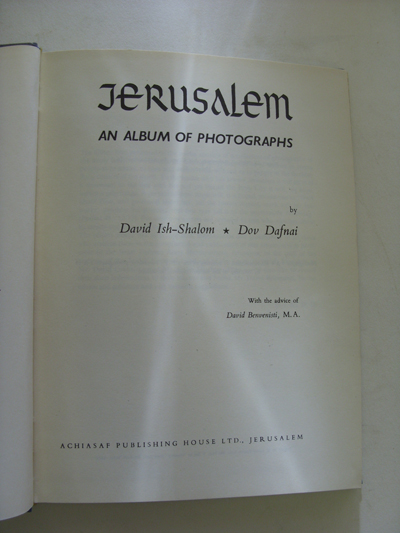 JERUSALEM
AN ALBUM OF PHOTOGRAPHS
by
David Ish-Shalom ★ Dov Dafnai
With the advice of
David Benvenisti, M.A.
ACHIASAF PUBLISHING HOUSE LTD., JERUSALEM